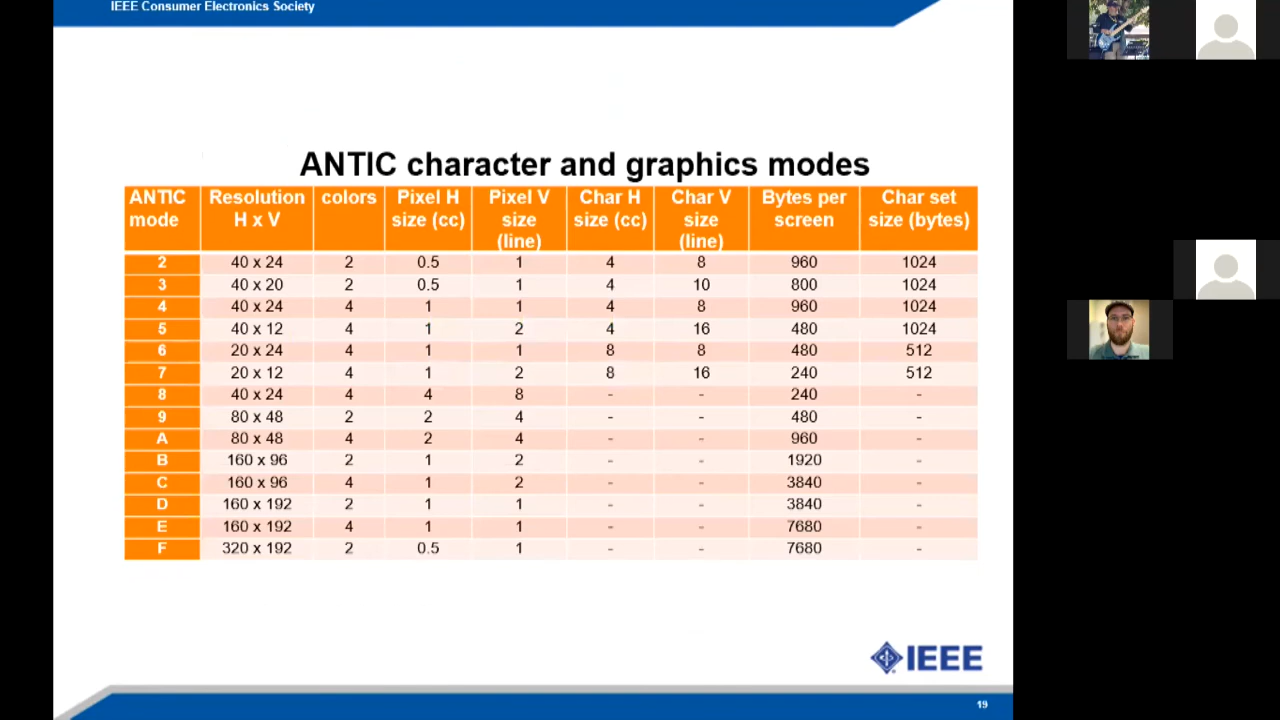 IEEE Consumer Electronics Society
ANTIC character and graphics modes
ANTIC mode Resolution H x V colors Pixel H size (cc) Pixel V size (line) Char H size (cc) Char V size (line) Bytes per screen Char set size (bytes)
2 40 x 24 2 0.5 1 4 8 960 1024
3 40 x 20 2 0.5 1 4 10 800 1024
4 40 x 24 4 1 1 4 8 960 1024
5 40 x 12 4 1 2 4 16 480 1024
6 20 x 24 4 1 1 8 8 480 512
7 20 x 12 4 1 2 8 16 240 512
8 40 x 24 4 4 8 - - 240 -
9 80 x 48 2 2 4 - - 480 -
A 80 x 48 4 2 4 - - 960 -
B 160 x 96 2 1 2 - - 1920 -
C 160 x 96 4 1 2 - - 3840 -
D 160 x 192 2 1 1 - - 3840 -
E 160 x 192 4 1 1 - - 7680 -
F 320 x 192 2 0.5 1 - - 7680 -
IEEE
19